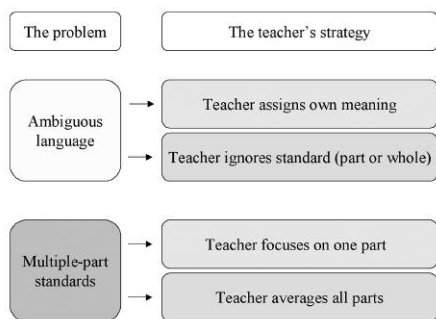 The problem
The teacher's strategy
Ambiguous
language
Teacher assigns own meaning
Teacher ignores standard (part or whole)
Multiple-part
standards
Teacher focuses on one part
Teacher averages all parts